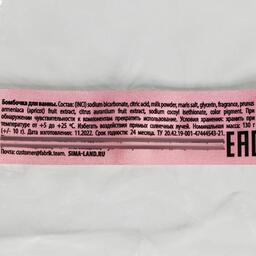 Бомбочка для ванны. Состав: (INCI) sodium bicarbonate, citric acid, milk powder, maris salt, glycerin, fragrance, prunus
armeniaca (apricot) fruit extract, citrus aurantium fruit extract, sodium cocoyl isethionate, color pigment. При
обнаружении чувствительности к компонентам прекратить использование. Условия хранения: хранить при
температуре от +5 до +25 °C. Избегать воздействия прямых солнечных лучей. Номинальная масса: 130 г
(+/- 10 г). Изготовлено: 11.2022. Срок годности: 24 месяца. ТУ 20.42.19-001-47444543-21.
EAC
Почта: customer@fabrik.team. SIMA-LAND.RU